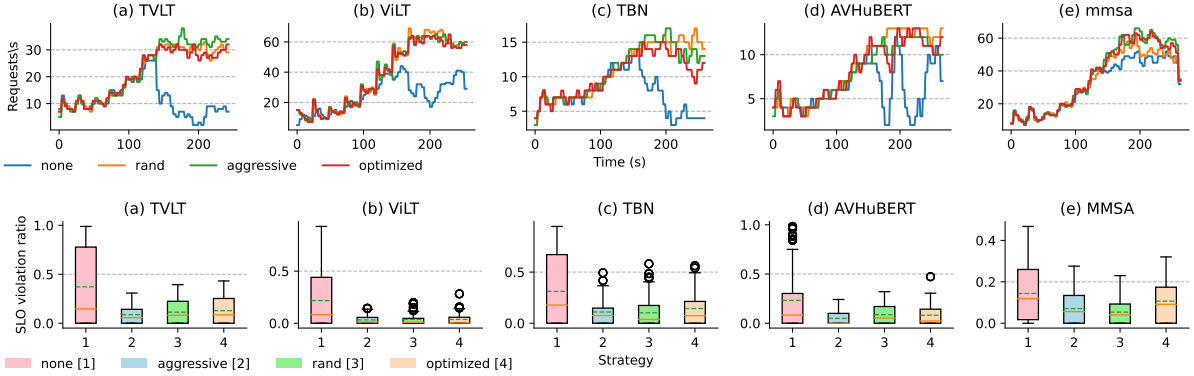 (a) TVLT (b) ViLT (c) TBN (d) AVHuBERT (e) mmsa
Requests\s
30
20
10
60
40
20
15
10
5
10
5
60
40
20
0 100 200 0 100 200 0 100 200 0 100 200 0 100 200
Time (s)
none rand aggressive optimized
(a) TVLT (b) ViLT (c) TBN (d) AVHuBERT (e) MMSA
SLO violation ratio
1.0
0.5
0.0
0.5
0.0
0.5
0.0
0.5
0.0
0.4
0.2
0.0
1 2 3 4 1 2 3 4 1 2 3 4 1 2 3 4 1 2 3 4
Strategy
none [1] aggressive [2] rand [3] optimized [4]